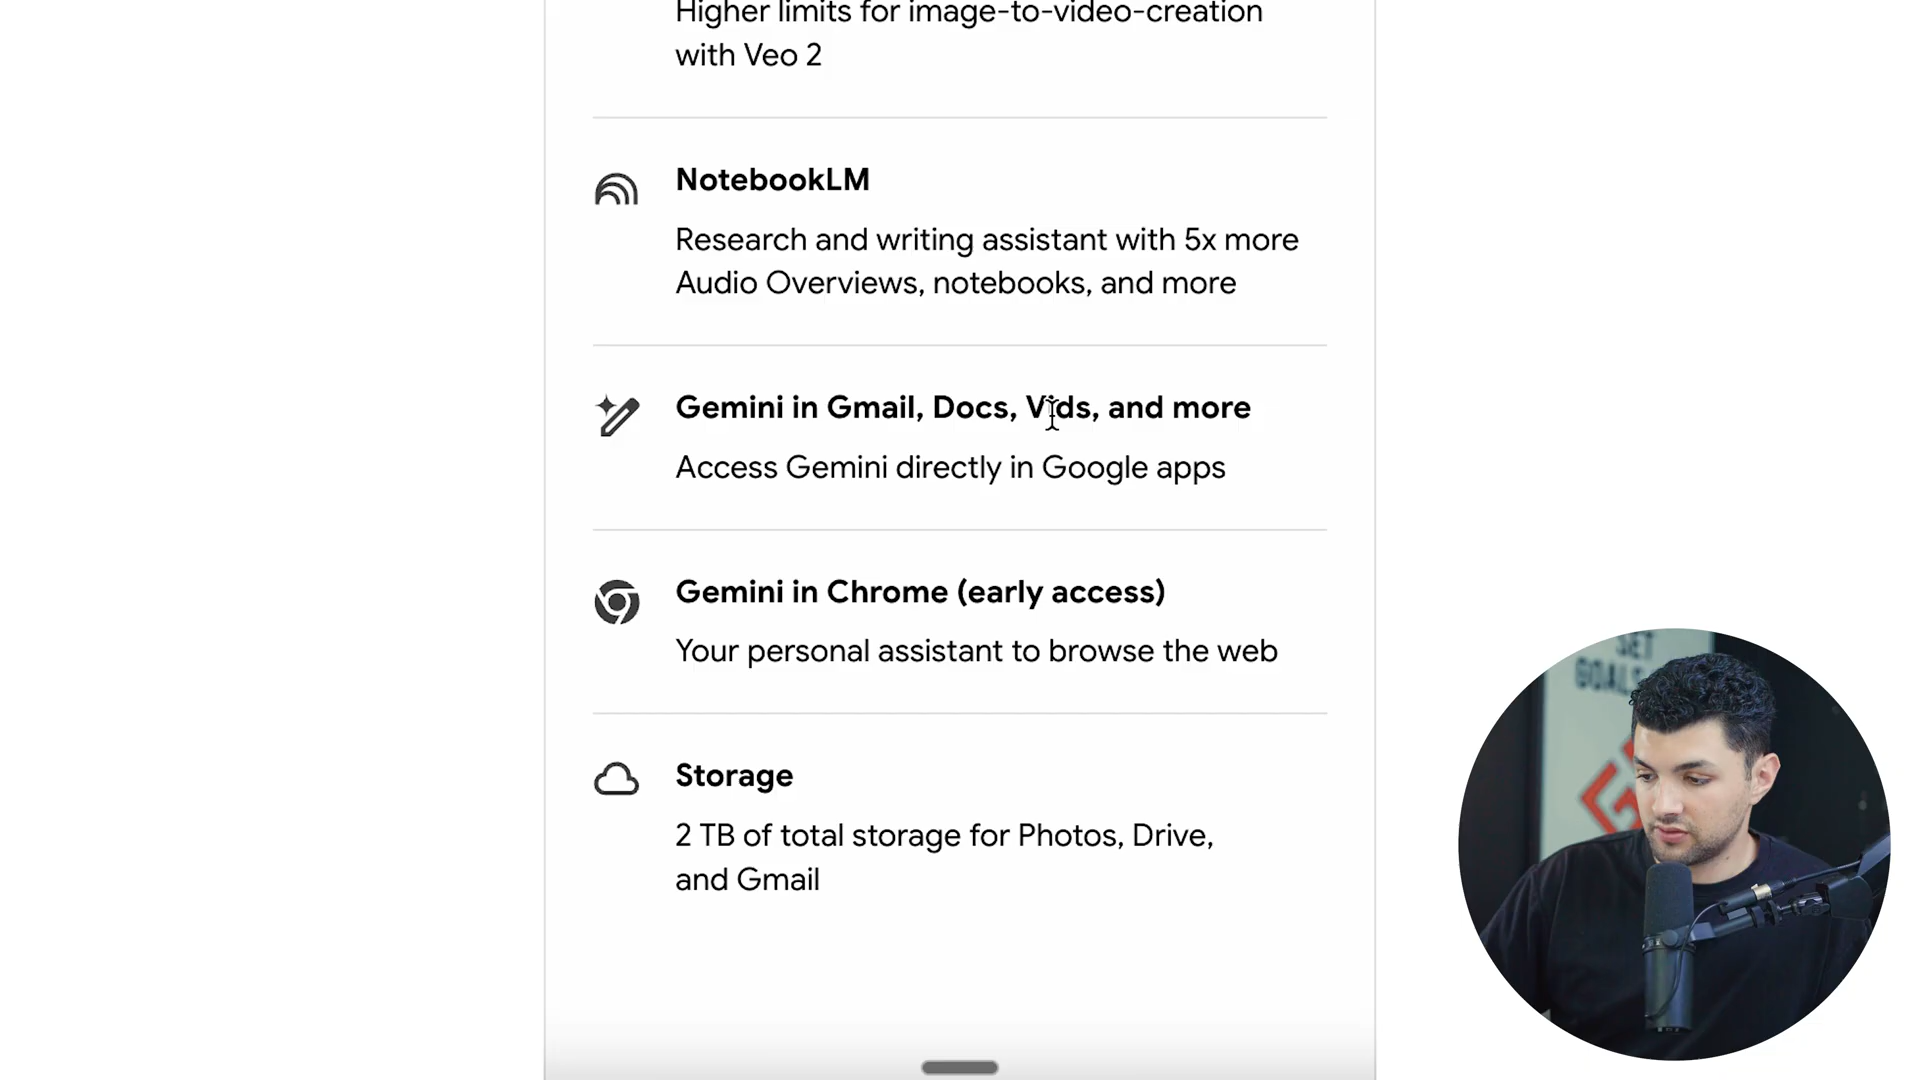 Higher limits for image-to-video-creation
with Veo 2
NotebookLM
Research and writing assistant with 5x more
Audio Overviews, notebooks, and more
Gemini in Gmail, Docs, Vids, and more
Access Gemini directly in Google apps
Gemini in Chrome (early access)
Your personal assistant to browse the web
Storage
2 TB of total storage for Photos, Drive,
and Gmail
SET